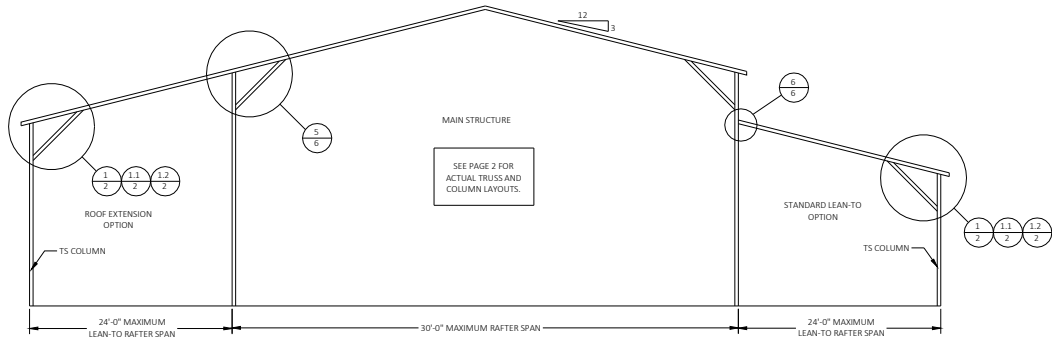 12
3
6
6
5
6
MAIN STRUCTURE
SEE PAGE 2 FOR
ACTUAL TRUSS AND
COLUMN LAYOUTS.
1
2
1.1
2
1.2
2
ROOF EXTENSION
OPTION
STANDARD LEAN-TO
OPTION
1
2
1.1
2
1.2
2
TS COLUMN
TS COLUMN
24'-0" MAXIMUM
LEAN-TO RAFTER SPAN
30'-0" MAXIMUM RAFTER SPAN
24'-0" MAXIMUM
LEAN-TO RAFTER SPAN